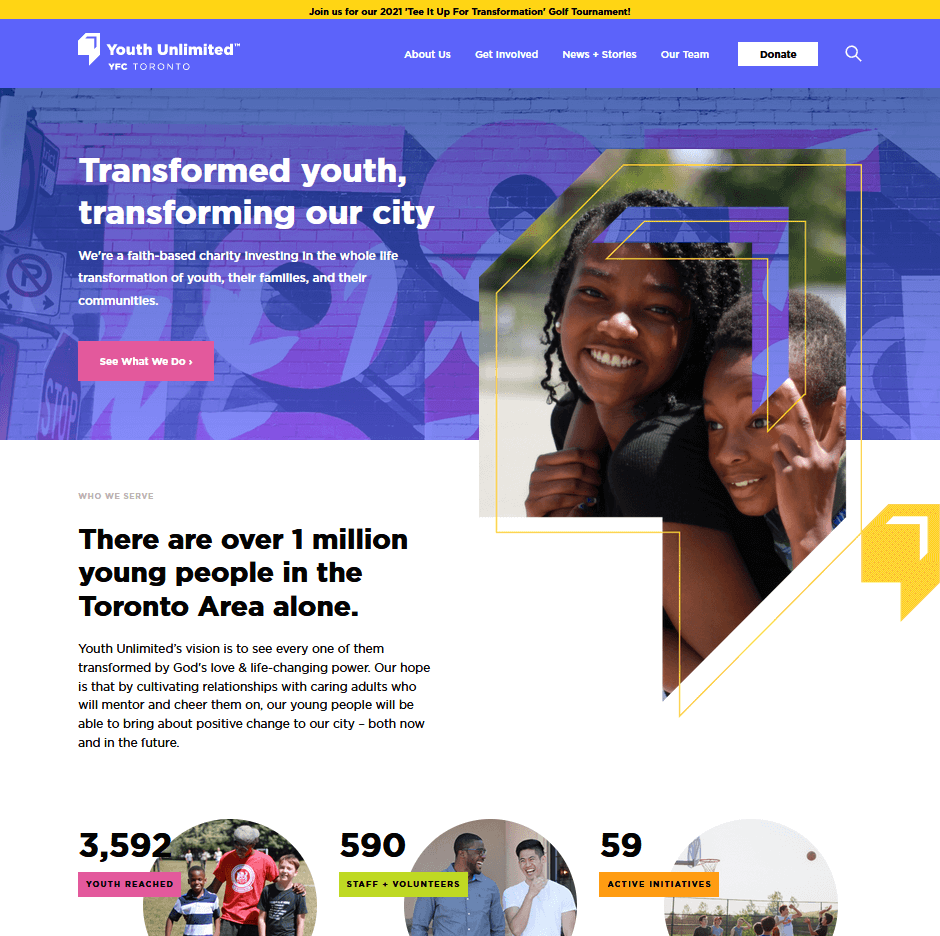 Join us for our 2021 'Tee It Up For Transformation' Golf Tournament!
Youth Unlimited™
YFC TORONTO
About Us
Get Involved
News + Stories
Our Team
Donate
Transformed youth,
transforming our city
We're a faith-based charity investing in the whole life
transformation of youth, their families, and their
communities.
See What We Do ›
STOP
WHO WE SERVE
There are over 1 million
young people in the
Toronto Area alone.
Youth Unlimited's vision is to see every one of them
transformed by God's love & life-changing power. Our hope
is that by cultivating relationships with caring adults who
will mentor and cheer them on, our young people will be
able to bring about positive change to our city – both now
and in the future.
3,592
YOUTH REACHED
590
STAFF + VOLUNTEERS
59
ACTIVE INITIATIVES